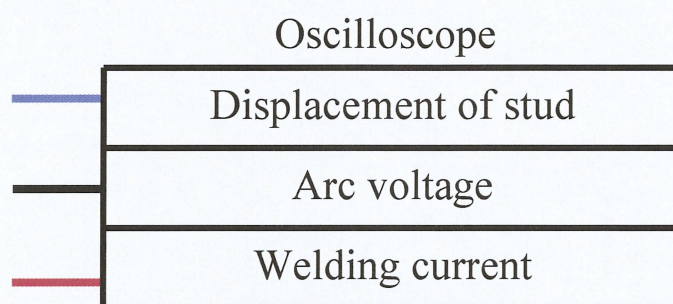 Oscilloscope
Displacement of stud
Arc voltage
Welding current